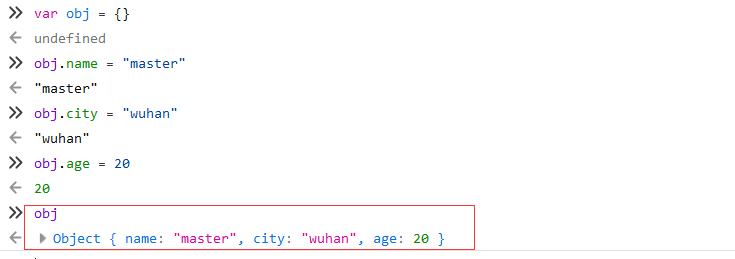 var obj = {}
undefined
obj.name = "master"
"master"
obj.city = "wuhan"
"wuhan"
obj.age = 20
20
obj
Object { name: "master", city: "wuhan", age: 20 }